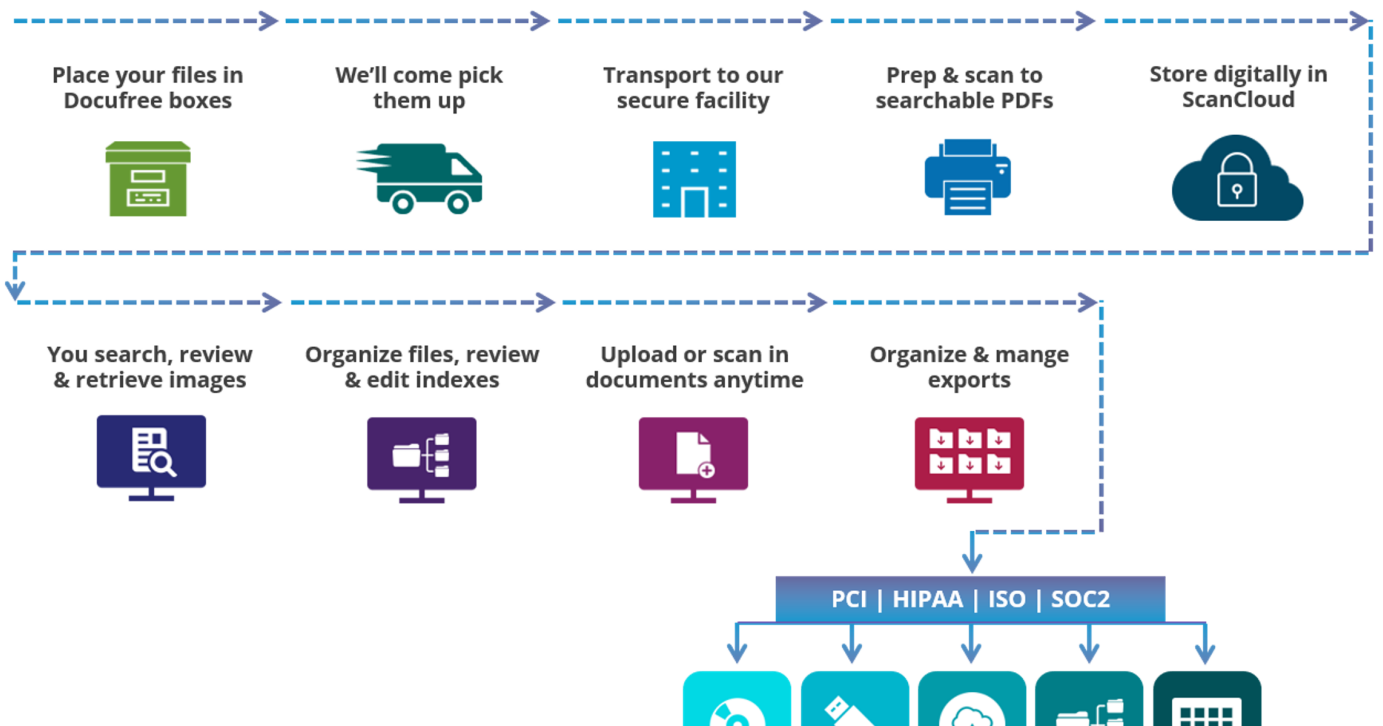 Place your files in
Docufree boxes
We’ll come pick
them up
Transport to our
secure facility
Prep & scan to
searchable PDFs
Store digitally in
ScanCloud
You search, review
& retrieve images
Organize files, review
& edit indexes
Upload or scan in
documents anytime
Organize & mange
exports
PCI | HIPAA | ISO | SOC2